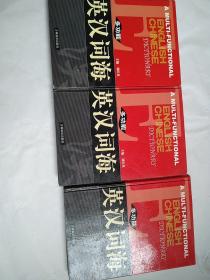 A MULTI-FUNCTIONAL
ENGLISH
CHINESE
DICTIONARY
多功能
英汉词海
A MULTI-FUNCTIONAL
ENGLISH
CHINESE
DICTIONARY
多功能
英汉词海
A MULTI-FUNCTIONAL
ENGLISH
CHINESE
DICTIONARY
多功能
英汉词海